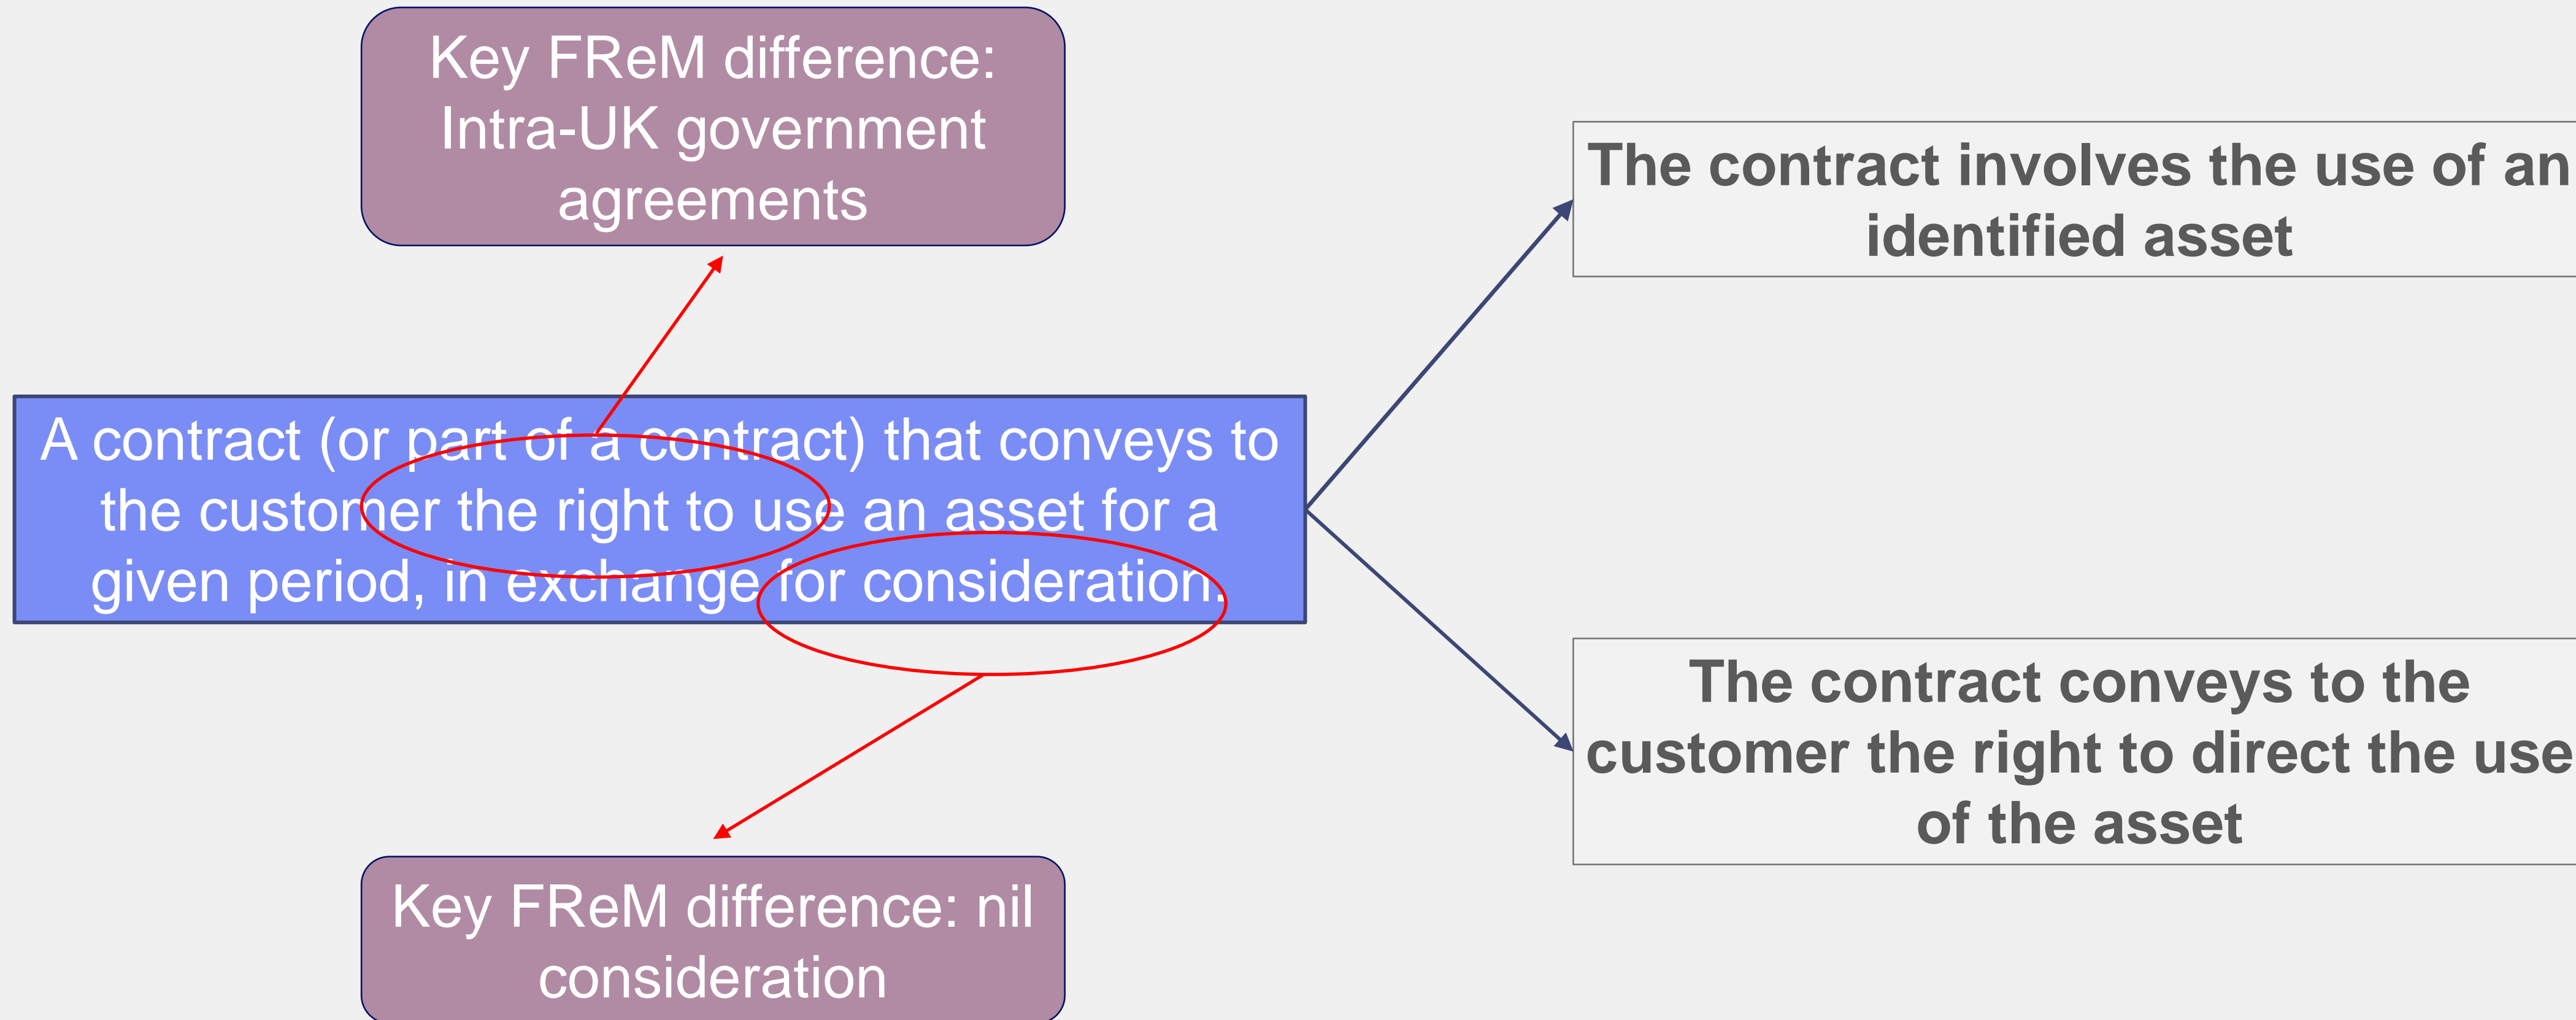 Key FReM difference:
Intra-UK government
agreements
The contract involves the use of an
identified asset
A contract (or part of a contract) that conveys to
the customer the right to use an asset for a
given period, in exchange for consideration.
The contract conveys to the
customer the right to direct the use
of the asset
Key FReM difference: nil
consideration